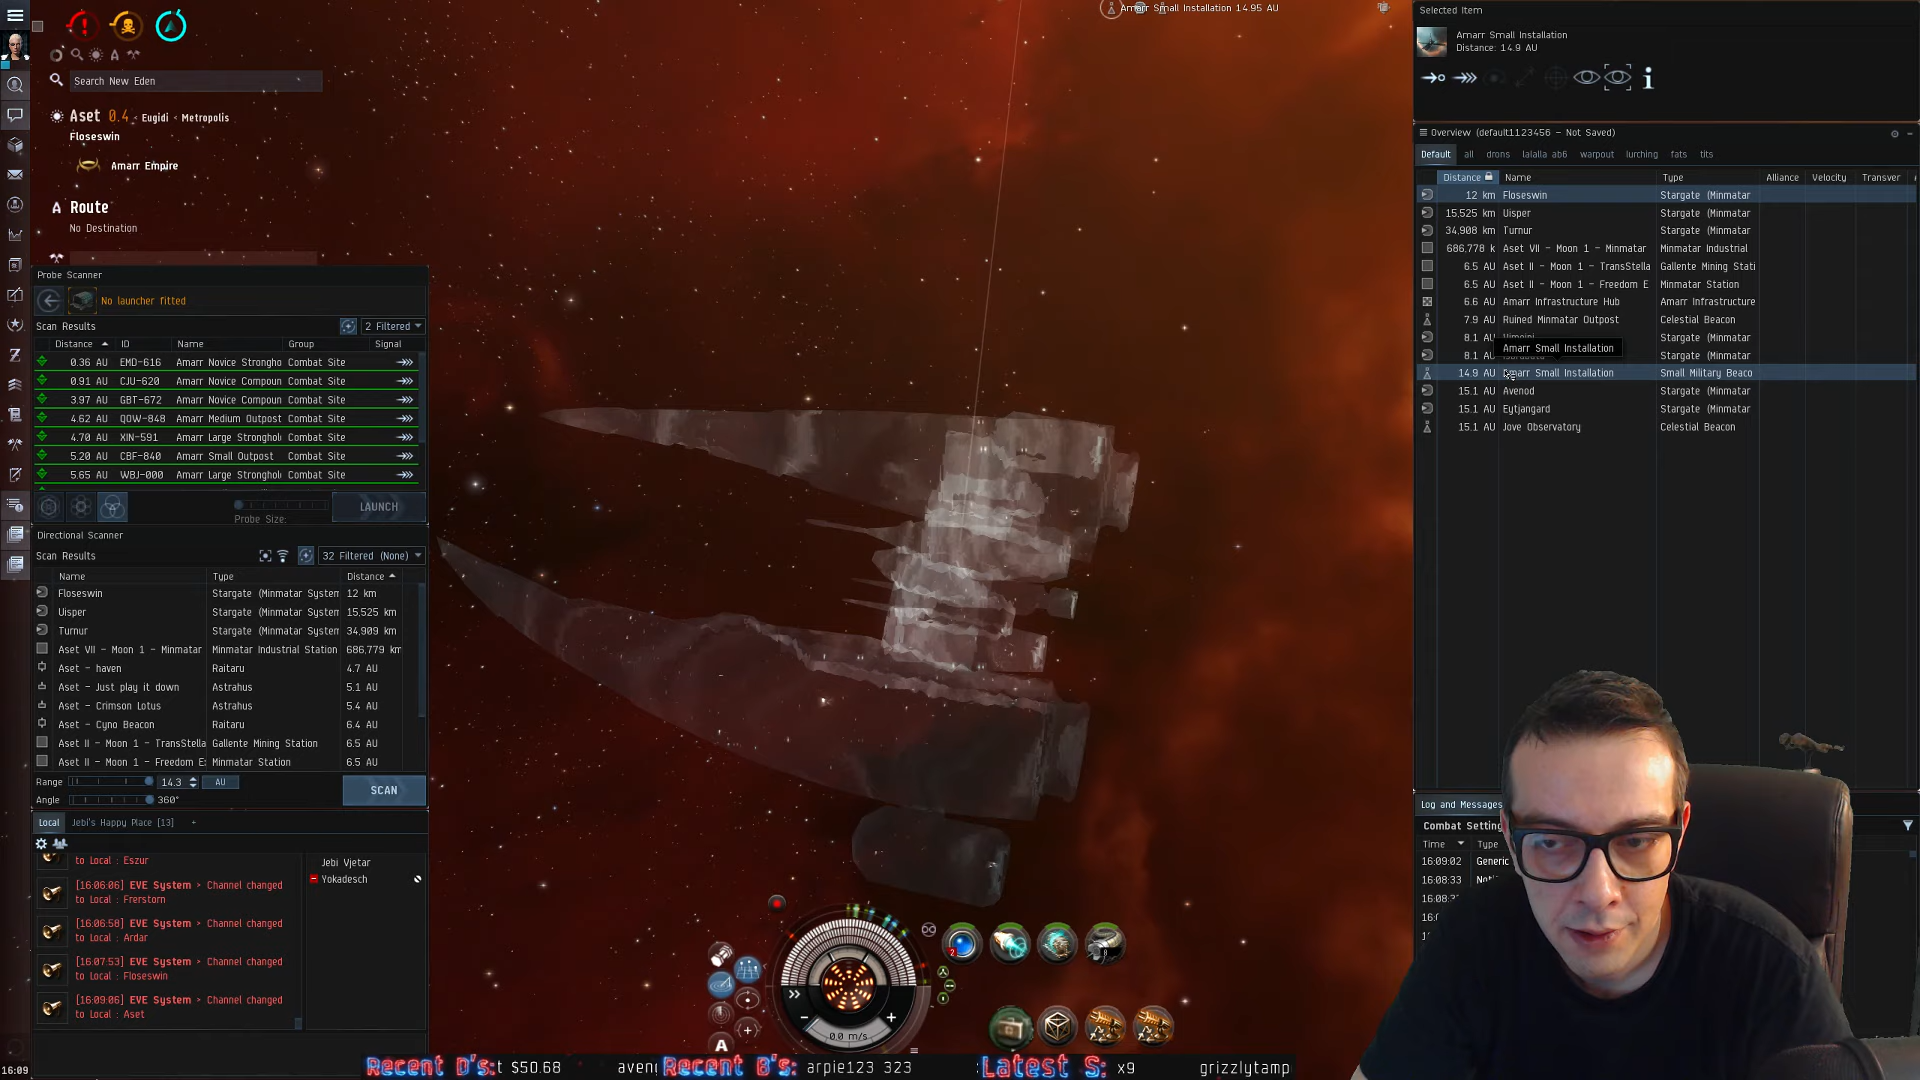 Amarr Small Installation 14.95 AU
Search New Eden
Aset 0.4 < Eugidi < Metropolis
Floseswin
Amarr Empire
Route
No Destination
Probe Scanner
No launcher fitted
Scan Results
2 Filtered
Distance ID Name Group Signal
0.36 AU EMD-616 Amarr Novice Strongho Combat Site
0.91 AU CJU-620 Amarr Novice Compoun Combat Site
3.97 AU GBT-672 Amarr Novice Compoun Combat Site
4.62 AU QOW-848 Amarr Medium Outpost Combat Site
4.70 AU XIN-591 Amarr Large Stronghol Combat Site
5.20 AU CBF-840 Amarr Small Outpost Combat Site
5.65 AU WBJ-000 Amarr Large Stronghol Combat Site
Probe Size:
LAUNCH
Directional Scanner
Scan Results
32 Filtered (None)
Name Type Distance
Floseswin Stargate (Minmatar System 12 km
Uisper Stargate (Minmatar System 15,525 km
Turnur Stargate (Minmatar System 34,909 km
Aset VII - Moon 1 - Minmatar Minmatar Industrial Station 686,779 km
Aset - haven Raitaru 4.7 AU
Aset - Just play it down Astrahus 5.1 AU
Aset - Crimson Lotus Astrahus 5.4 AU
Aset - Cyno Beacon Raitaru 6.4 AU
Aset II - Moon 1 - TransStella Gallente Mining Station 6.5 AU
Aset II - Moon 1 - Freedom Ex Minmatar Station 6.5 AU
Range 14.3 AU
Angle 360°
SCAN
Local Jebi's Happy Place [13] +
to Local : Eszur
[16:06:06] EVE System > Channel changed
to Local : Frerstorn
[16:06:58] EVE System > Channel changed
to Local : Ardar
[16:07:53] EVE System > Channel changed
to Local : Floseswin
[16:09:06] EVE System > Channel changed
to Local : Aset
Jebi Vjetar
Yokadesch
16:09
2
8
0.0 m/s
A
Recent D's: t $50.68 aven
Recent B's: arpie123 323
Latest S: x9 grizzlytamp
Selected Item
Amarr Small Installation
Distance: 14.9 AU
Overview (default1123456 - Not Saved)
Default all drons lalalla ab6 warpout lurching fats tits
Distance Name Type Alliance Velocity Transver
12 km Floseswin Stargate (Minmatar
15,525 km Uisper Stargate (Minmatar
34,908 km Turnur Stargate (Minmatar
686,778 k Aset VII - Moon 1 - Minmatar Minmatar Industrial
6.5 AU Aset II - Moon 1 - TransStella Gallente Mining Stati
6.5 AU Aset II - Moon 1 - Freedom E Minmatar Station
6.6 AU Amarr Infrastructure Hub Amarr Infrastructure
7.9 AU Ruined Minmatar Outpost Celestial Beacon
8.1 AU Stargate (Minmatar
Amarr Small Installation
8.1 AU Stargate (Minmatar
14.9 AU Amarr Small Installation Small Military Beaco
15.1 AU Avenod Stargate (Minmatar
15.1 AU Eytjangard Stargate (Minmatar
15.1 AU Jove Observatory Celestial Beacon
Log and Messages
Combat Setting
Time Type
16:09:02 Generic
16:08:33